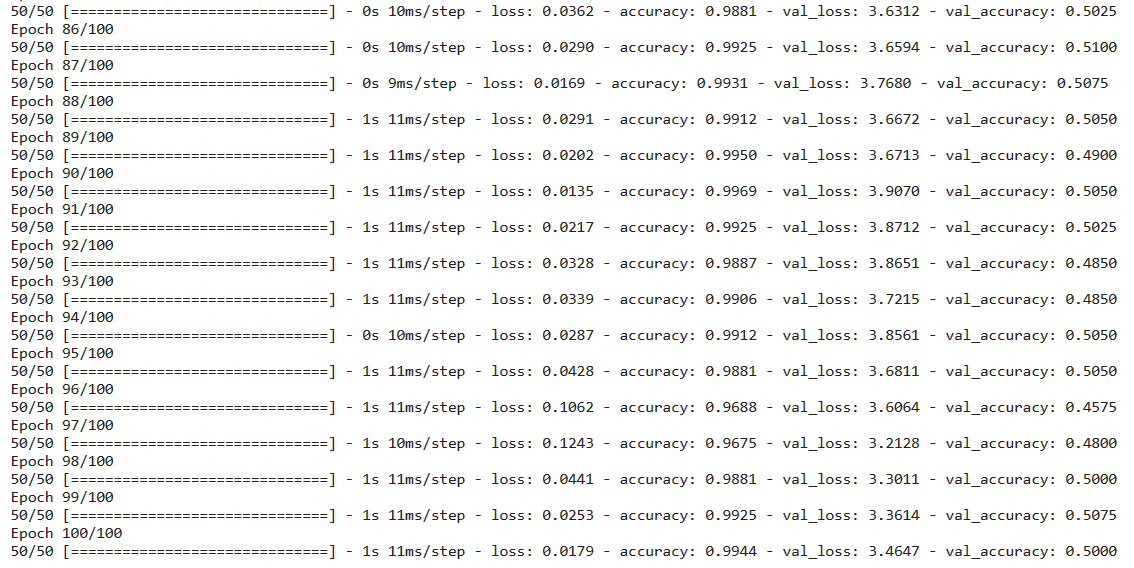 50/50 [==============================] - 0s 10ms/step - loss: 0.0362 - accuracy: 0.9881 - val_loss: 3.6312 - val_accuracy: 0.5025
Epoch 86/100
50/50 [==============================] - 0s 10ms/step - loss: 0.0290 - accuracy: 0.9925 - val_loss: 3.6594 - val_accuracy: 0.5100
Epoch 87/100
50/50 [==============================] - 0s 9ms/step - loss: 0.0169 - accuracy: 0.9931 - val_loss: 3.7680 - val_accuracy: 0.5075
Epoch 88/100
50/50 [==============================] - 1s 11ms/step - loss: 0.0291 - accuracy: 0.9912 - val_loss: 3.6672 - val_accuracy: 0.5050
Epoch 89/100
50/50 [==============================] - 1s 11ms/step - loss: 0.0202 - accuracy: 0.9950 - val_loss: 3.6713 - val_accuracy: 0.4900
Epoch 90/100
50/50 [==============================] - 1s 11ms/step - loss: 0.0135 - accuracy: 0.9969 - val_loss: 3.9070 - val_accuracy: 0.5050
Epoch 91/100
50/50 [==============================] - 1s 11ms/step - loss: 0.0217 - accuracy: 0.9925 - val_loss: 3.8712 - val_accuracy: 0.5025
Epoch 92/100
50/50 [==============================] - 1s 11ms/step - loss: 0.0328 - accuracy: 0.9887 - val_loss: 3.8651 - val_accuracy: 0.4850
Epoch 93/100
50/50 [==============================] - 1s 11ms/step - loss: 0.0339 - accuracy: 0.9906 - val_loss: 3.7215 - val_accuracy: 0.4850
Epoch 94/100
50/50 [==============================] - 0s 10ms/step - loss: 0.0287 - accuracy: 0.9912 - val_loss: 3.8561 - val_accuracy: 0.5050
Epoch 95/100
50/50 [==============================] - 1s 11ms/step - loss: 0.0428 - accuracy: 0.9881 - val_loss: 3.6811 - val_accuracy: 0.5050
Epoch 96/100
50/50 [==============================] - 1s 11ms/step - loss: 0.1062 - accuracy: 0.9688 - val_loss: 3.6064 - val_accuracy: 0.4575
Epoch 97/100
50/50 [==============================] - 1s 10ms/step - loss: 0.1243 - accuracy: 0.9675 - val_loss: 3.2128 - val_accuracy: 0.4800
Epoch 98/100
50/50 [==============================] - 1s 11ms/step - loss: 0.0441 - accuracy: 0.9881 - val_loss: 3.3011 - val_accuracy: 0.5000
Epoch 99/100
50/50 [==============================] - 1s 11ms/step - loss: 0.0253 - accuracy: 0.9925 - val_loss: 3.3614 - val_accuracy: 0.5075
Epoch 100/100
50/50 [==============================] - 1s 11ms/step - loss: 0.0179 - accuracy: 0.9944 - val_loss: 3.4647 - val_accuracy: 0.5000